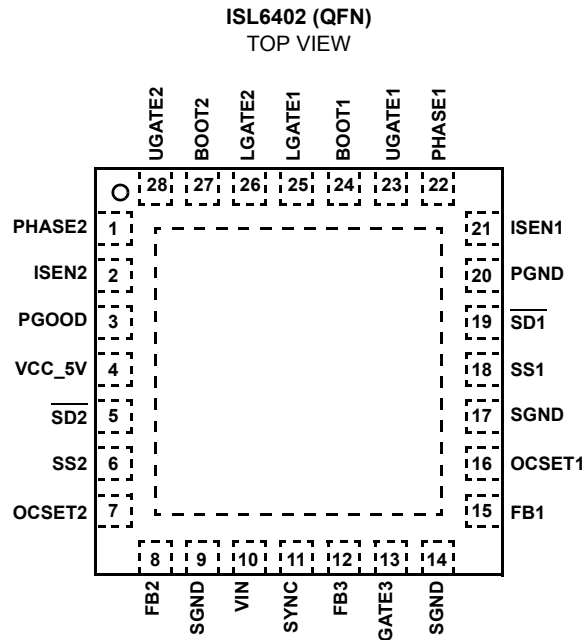 ISL6402 (QFN)
TOP VIEW
UGATE2
BOOT2
LGATE2
LGATE1
BOOT1
UGATE1
PHASE1
28
27
26
25
24
23
22
PHASE2 1
ISEN2 2
PGOOD 3
VCC_5V 4
SD2 5
SS2 6
OCSET2 7
21 ISEN1
20 PGND
19 SD1
18 SS1
17 SGND
16 OCSET1
15 FB1
8
9
10
11
12
13
14
FB2
SGND
VIN
SYNC
FB3
GATE3
SGND